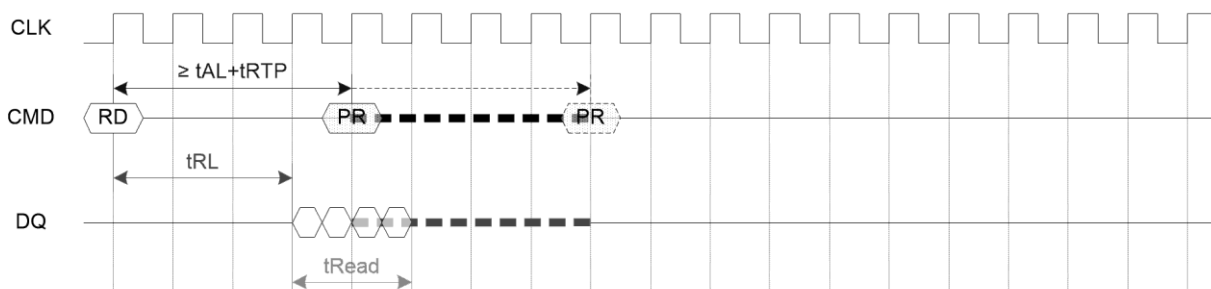 CLK
≥ tAL+tRTP
CMD RD PR PR
tRL
DQ
tRead